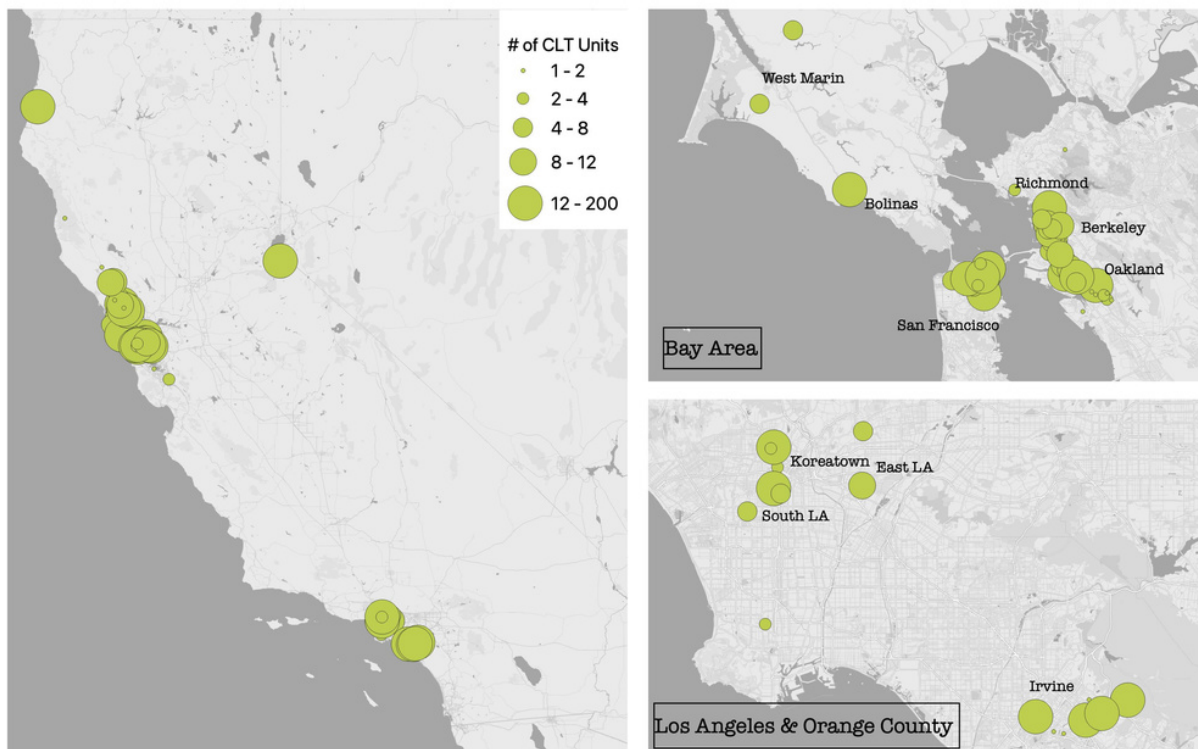 # of CLT Units
1 - 2
2 - 4
4 - 8
8 - 12
12 - 200
West Marin
Bolinas
Richmond
Berkeley
Oakland
San Francisco
Bay Area
Koreatown
East LA
South LA
Irvine
Los Angeles & Orange County